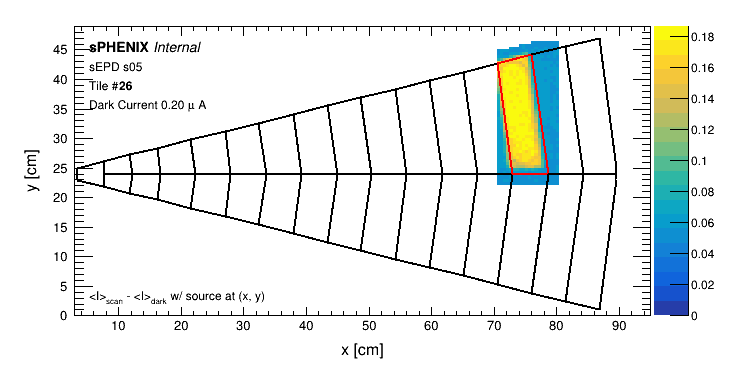 sPHENIX Internal
sEPD s05
Tile #26
Dark Current 0.20 μ A
<I>scan - <I>dark w/ source at (x, y)
y [cm]
45
40
35
30
25
20
15
10
5
0
10 20 30 40 50 60 70 80 90
x [cm]
0.18
0.16
0.14
0.12
0.1
0.08
0.06
0.04
0.02
0